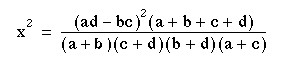 x² = (ad – bc)²(a + b + c + d) / (a + b)(c + d)(b + d)(a + c)